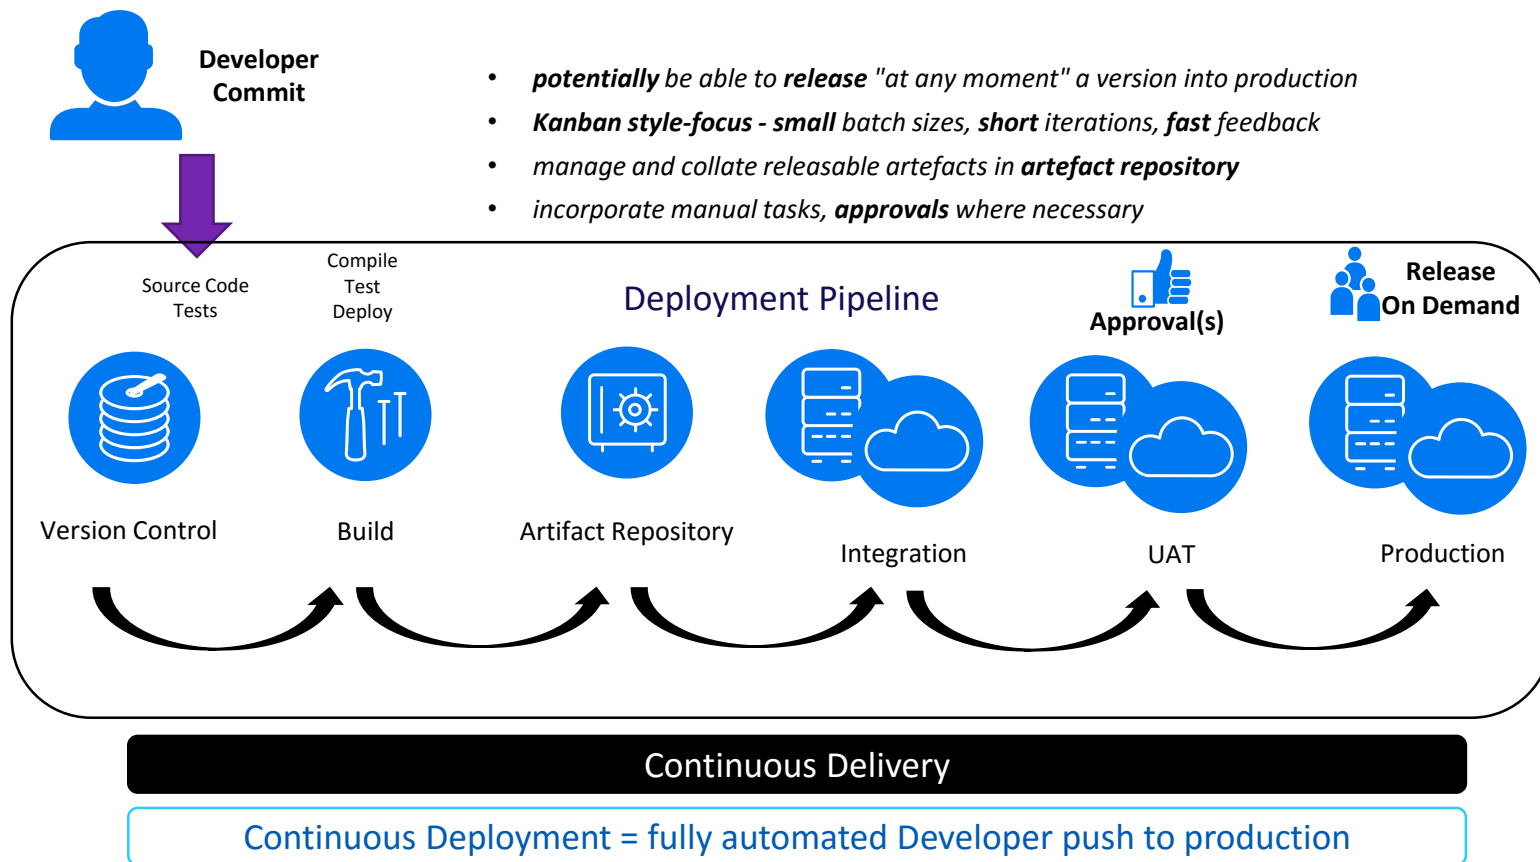 Developer
Commit
• potentially be able to release "at any moment" a version into production
• Kanban style-focus - small batch sizes, short iterations, fast feedback
• manage and collate releasable artefacts in artefact repository
• incorporate manual tasks, approvals where necessary
Source Code
Tests
Compile
Test
Deploy
Deployment Pipeline
Approval(s)
Release
On Demand
Version Control
Build
Artifact Repository
Integration
UAT
Production
Continuous Delivery
Continuous Deployment = fully automated Developer push to production